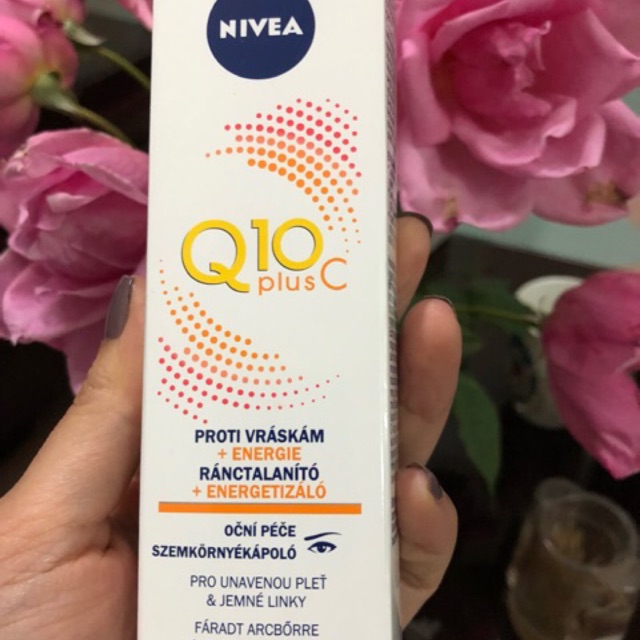 NIVEA
Q10
plus C
PROTI VRÁSKÁM
+ ENERGIE
RÁNCTALANÍTÓ
+ ENERGETIZÁLÓ
OČNÍ PÉČE
SZEMKÖRNYÉKÁPOLÓ
PRO UNAVENOU PLEŤ
& JEMNÉ LINKY
FÁRADT ARCBŐRRE